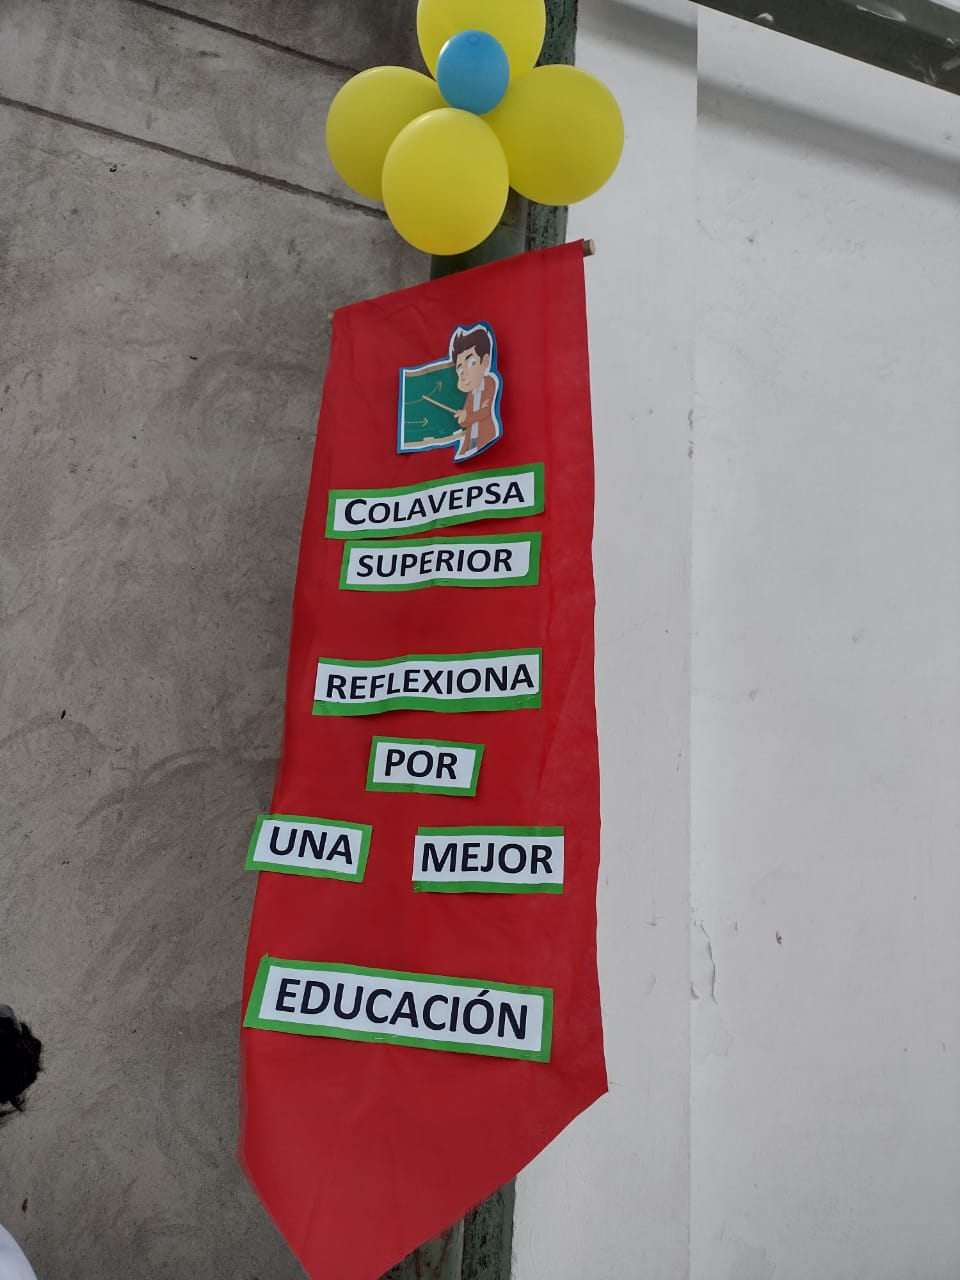 COLAVEPSA
SUPERIOR
REFLEXIONA
POR
UNA MEJOR
EDUCACIÓN